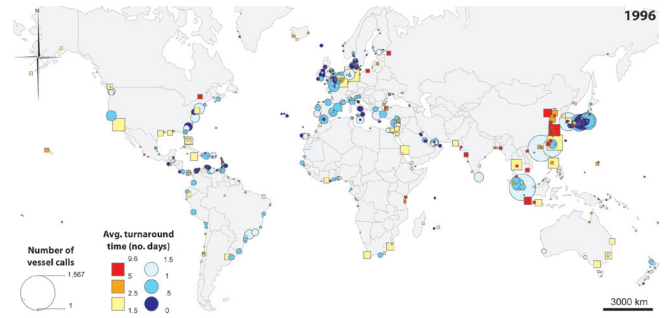 1996
N
Number of
vessel calls
1.567
1
Avg. turnaround
time (no. days)
9.6
5
2.5
1.5
1.5
1
.5
0
3000 km